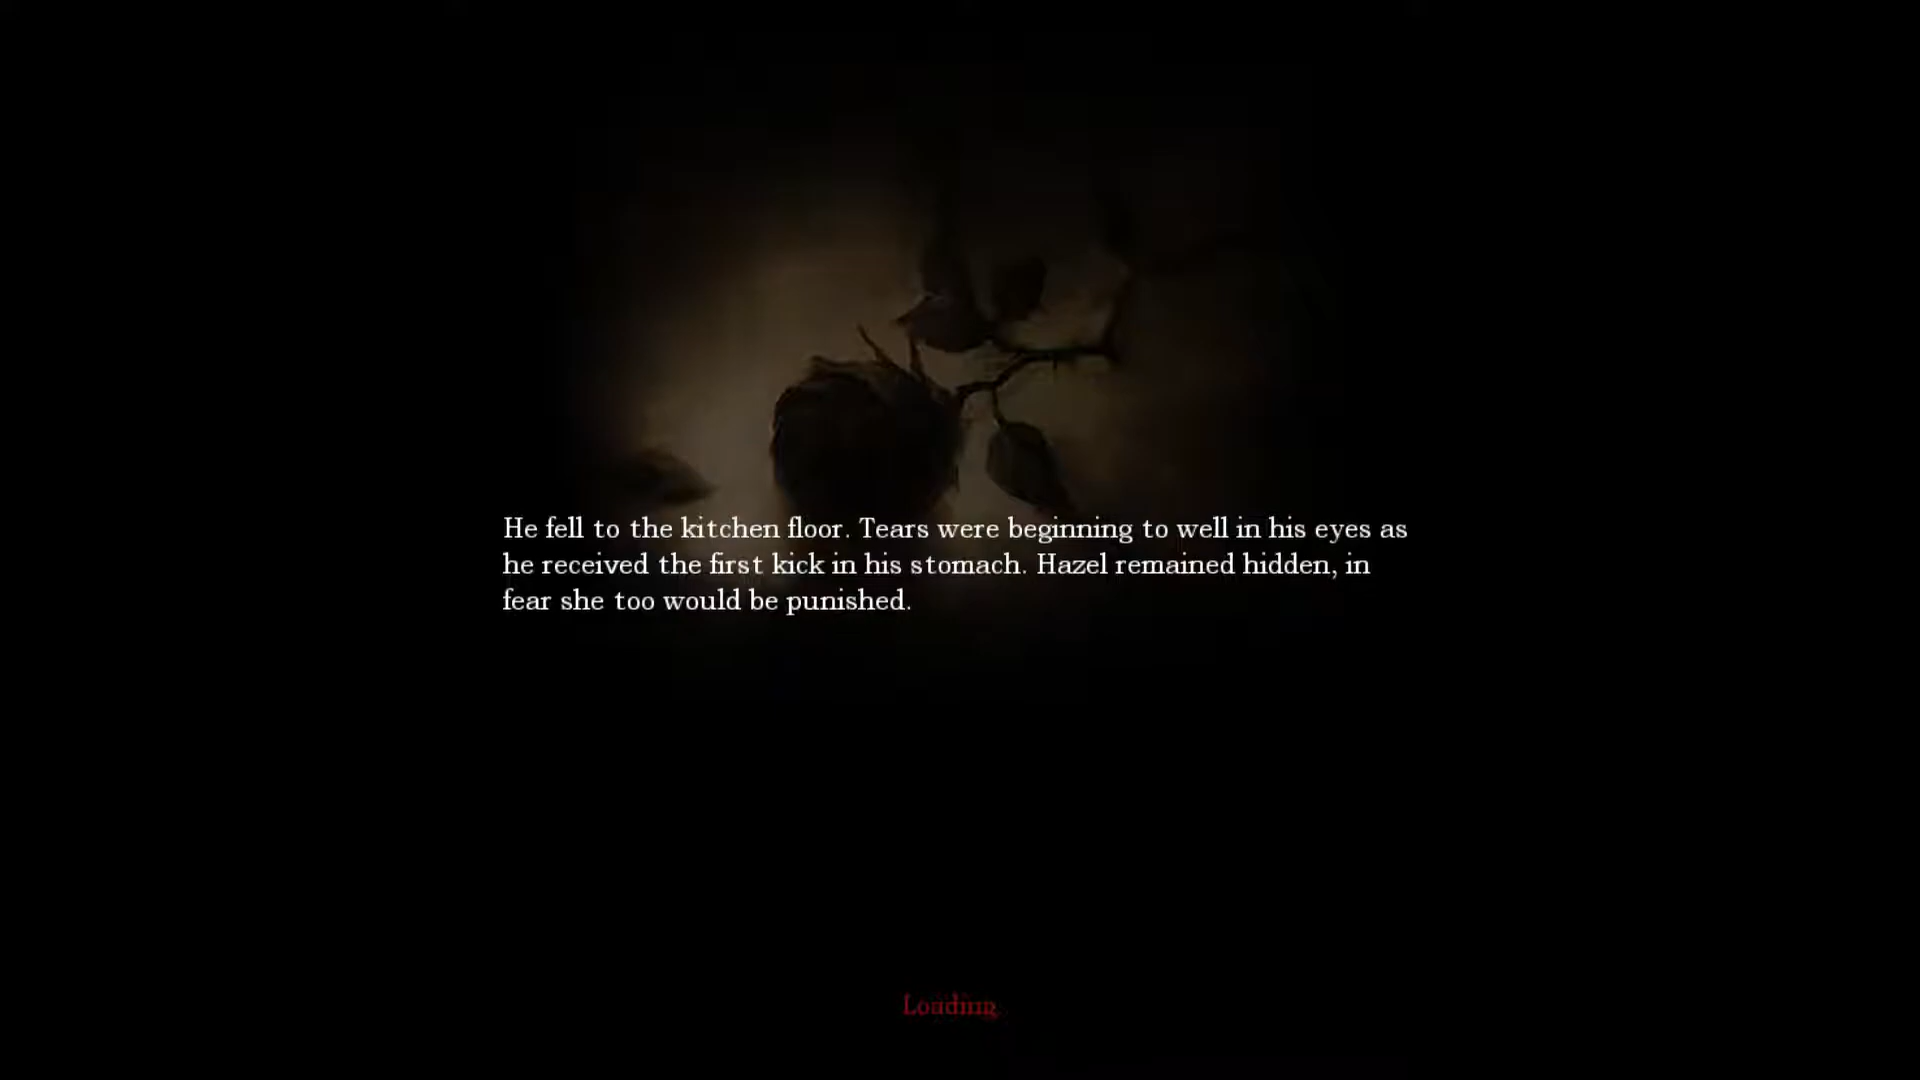 He fell to the kitchen floor. Tears were beginning to well in his eyes as
he received the first kick in his stomach. Hazel remained hidden, in
fear she too would be punished.
Loading